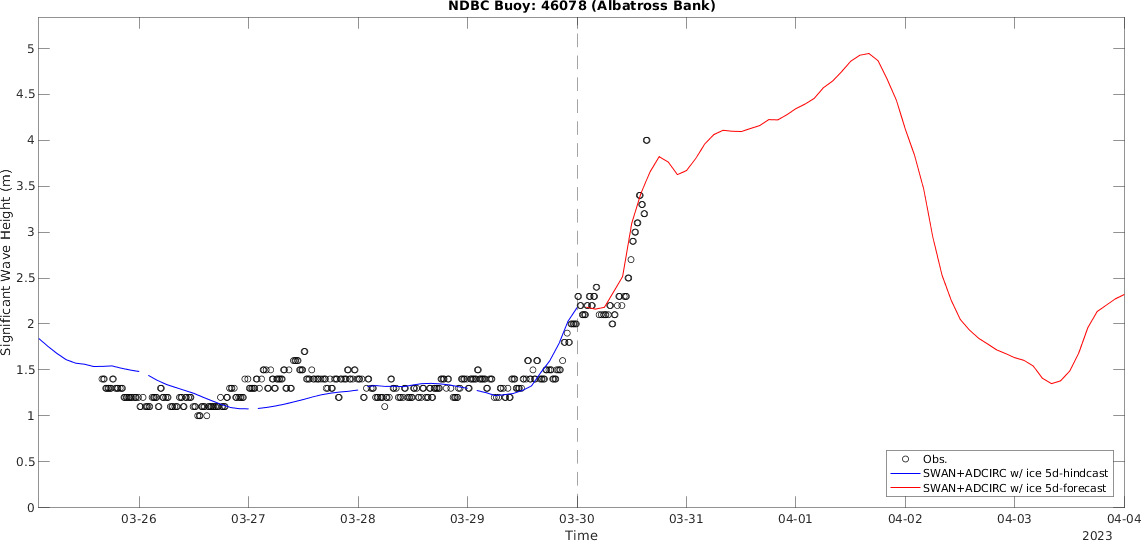 NDBC Buoy: 46078 (Albatross Bank)
Significant Wave Height (m)
5
4.5
4
3.5
3
2.5
2
1.5
1
0.5
0
Obs.
SWAN+ADCIRC w/ ice 5d-hindcast
SWAN+ADCIRC w/ ice 5d-forecast
03-26 03-27 03-28 03-29 03-30 03-31 04-01 04-02 04-03 04-04
Time
2023